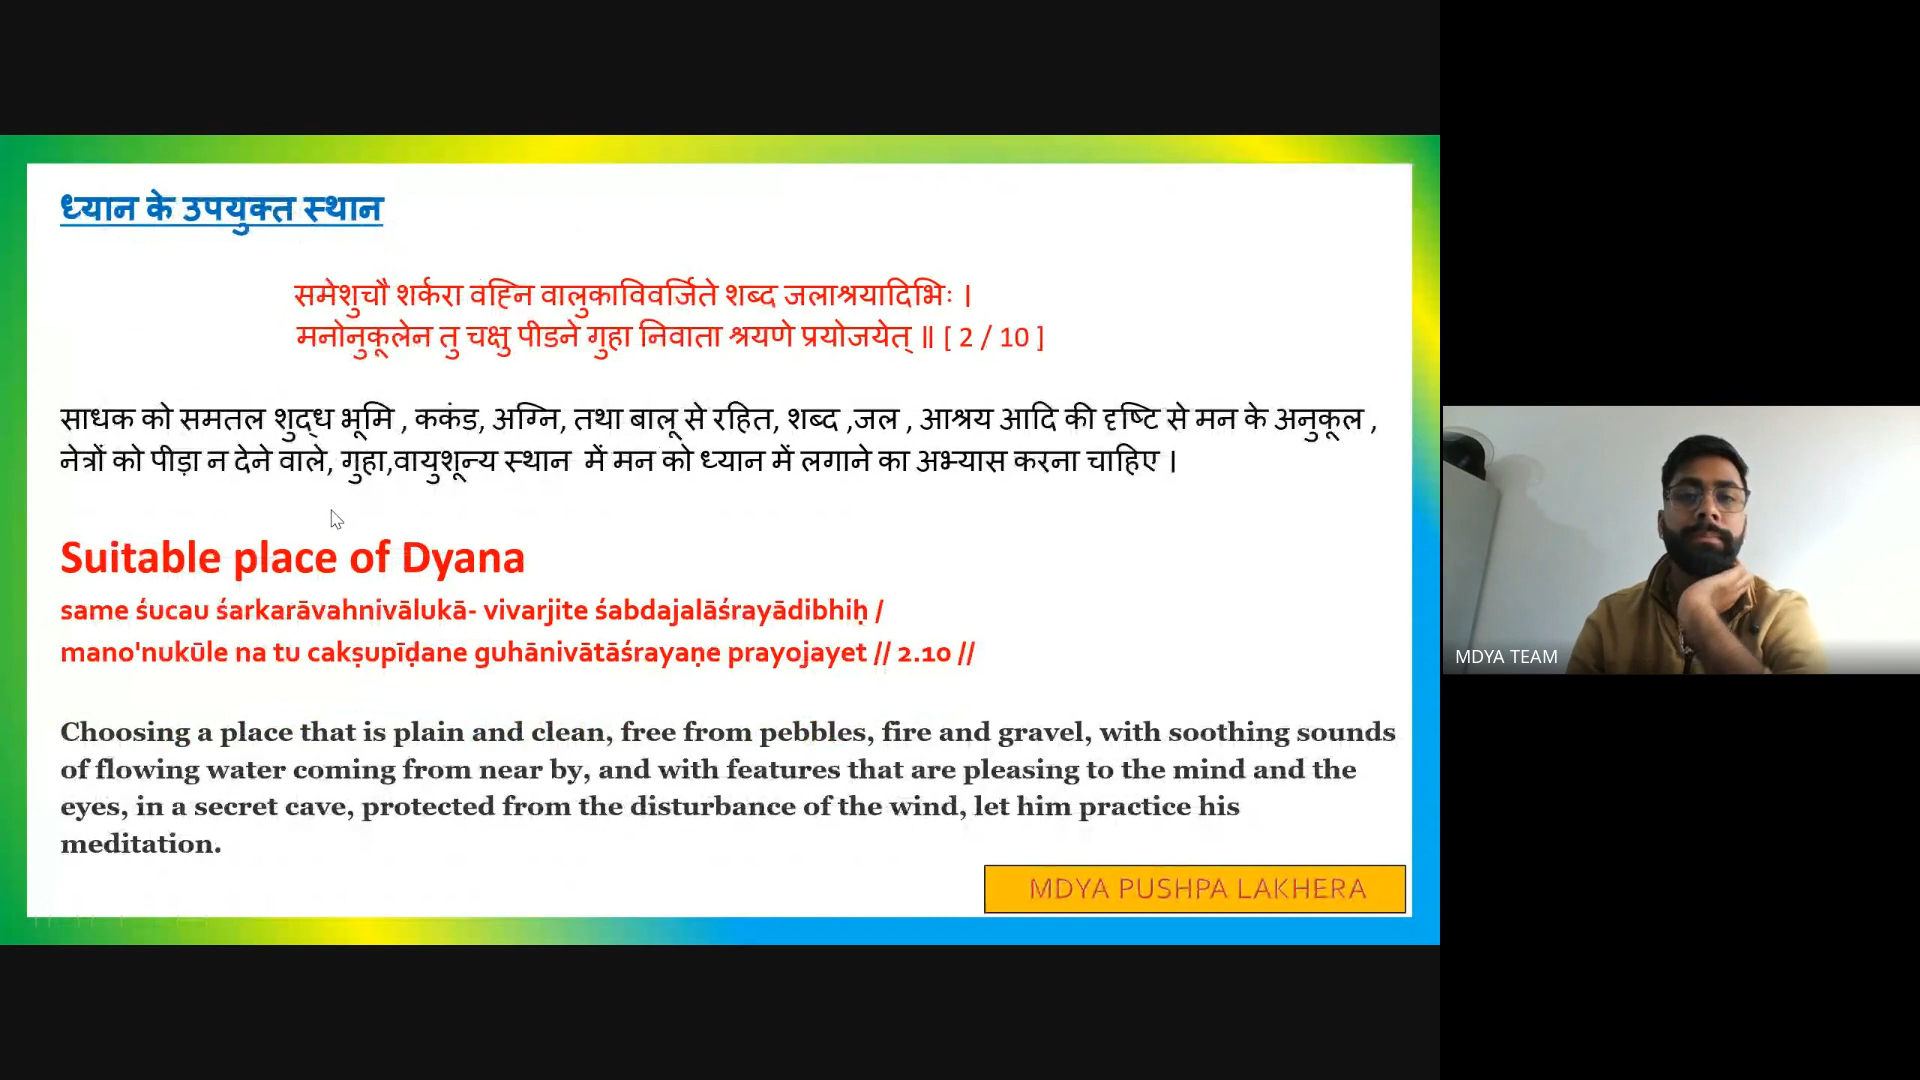 ध्यान के उपयुक्त स्थान
समेशुचौ शर्करा वह्नि वालुकाविवर्जिते शब्द जलाश्रयादिभिः ।
मनोनुकूलेन तु चक्षु पीडने गुहा निवाता श्रयणे प्रयोजयेत् ॥ [ 2 / 10 ]
साधक को समतल शुद्ध भूमि , ककंड, अग्नि, तथा बालू से रहित, शब्द ,जल , आश्रय आदि की दृष्टि से मन के अनुकूल ,
नेत्रों को पीड़ा न देने वाले, गुहा,वायुशून्य स्थान में मन को ध्यान में लगाने का अभ्यास करना चाहिए ।
Suitable place of Dyana
same śucau śarkarāvahnivālukā- vivarjite śabdajalāśrayādibhiḥ /
mano'nukūle na tu cakṣupīḍane guhānivātāśrayaṇe prayojayet // 2.10 //
Choosing a place that is plain and clean, free from pebbles, fire and gravel, with soothing sounds
of flowing water coming from near by, and with features that are pleasing to the mind and the
eyes, in a secret cave, protected from the disturbance of the wind, let him practice his
meditation.
MDYA PUSHPA LAKHERA
MDYA TEAM